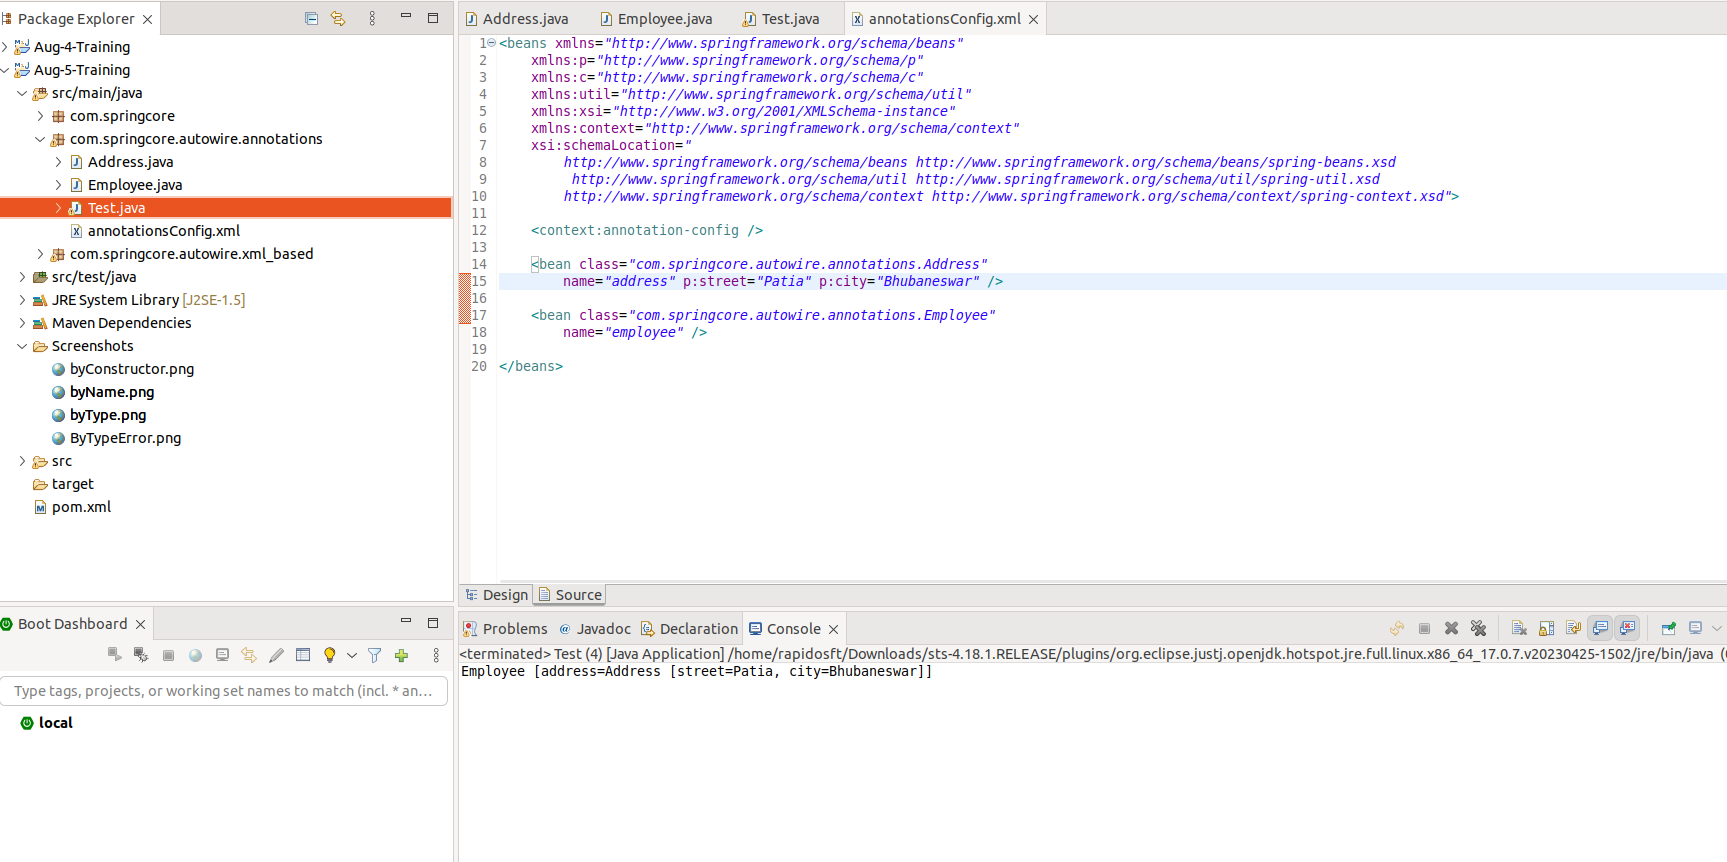 Package Explorer
Aug-4-Training
Aug-5-Training
src/main/java
com.springcore
com.springcore.autowire.annotations
Address.java
Employee.java
Test.java
annotationsConfig.xml
com.springcore.autowire.xml_based
src/test/java
JRE System Library [J2SE-1.5]
Maven Dependencies
Screenshots
byConstructor.png
byName.png
byType.png
ByTypeError.png
src
target
pom.xml
Boot Dashboard
Type tags, projects, or working set names to match (incl. * an...
local
Address.java Employee.java Test.java annotationsConfig.xml
1 <beans xmlns="http://www.springframework.org/schema/beans"
2 xmlns:p="http://www.springframework.org/schema/p"
3 xmlns:c="http://www.springframework.org/schema/c"
4 xmlns:util="http://www.springframework.org/schema/util"
5 xmlns:xsi="http://www.w3.org/2001/XMLSchema-instance"
6 xmlns:context="http://www.springframework.org/schema/context"
7 xsi:schemaLocation="
8 http://www.springframework.org/schema/beans http://www.springframework.org/schema/beans/spring-beans.xsd
9 http://www.springframework.org/schema/util http://www.springframework.org/schema/util/spring-util.xsd
10 http://www.springframework.org/schema/context http://www.springframework.org/schema/context/spring-context.xsd">
11
12 <context:annotation-config />
13
14 <bean class="com.springcore.autowire.annotations.Address"
15 name="address" p:street="Patia" p:city="Bhubaneswar" />
16
17 <bean class="com.springcore.autowire.annotations.Employee"
18 name="employee" />
19
20 </beans>
Design Source
Problems @ Javadoc Declaration Console
<terminated> Test (4) [Java Application] /home/rapidosoft/Downloads/sts-4.18.1.RELEASE/plugins/org.eclipse.justj.openjdk.hotspot.jre.full.linux.x86_64_17.0.7.v20230425-1502/jre/bin/java (
Employee [address=Address [street=Patia, city=Bhubaneswar]]